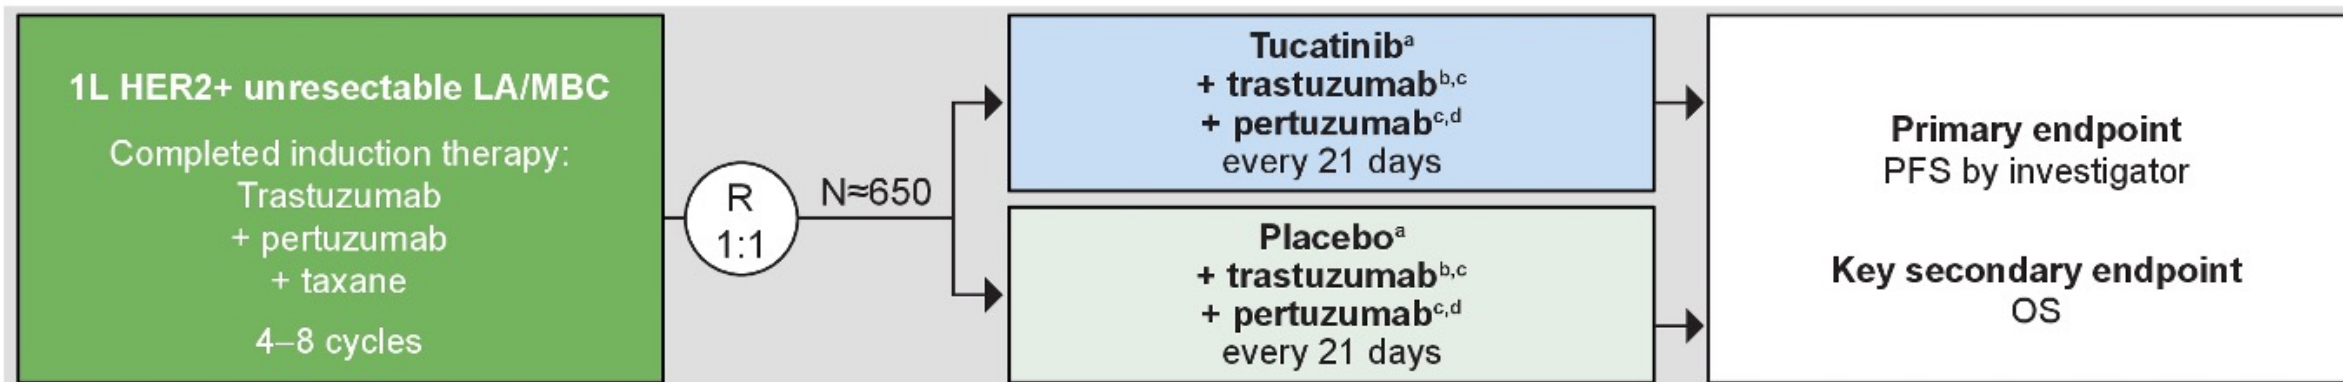 1L HER2+ unresectable LA/MBC
Completed induction therapy:
Trastuzumab
+ pertuzumab
+ taxane
4–8 cycles
R
1:1
N≈650
Tucatinibᵃ
+ trastuzumabᵇ,ᶜ
+ pertuzumabᶜ,ᵈ
every 21 days
Placeboᵃ
+ trastuzumabᵇ,ᶜ
+ pertuzumabᶜ,ᵈ
every 21 days
Primary endpoint
PFS by investigator
Key secondary endpoint
OS